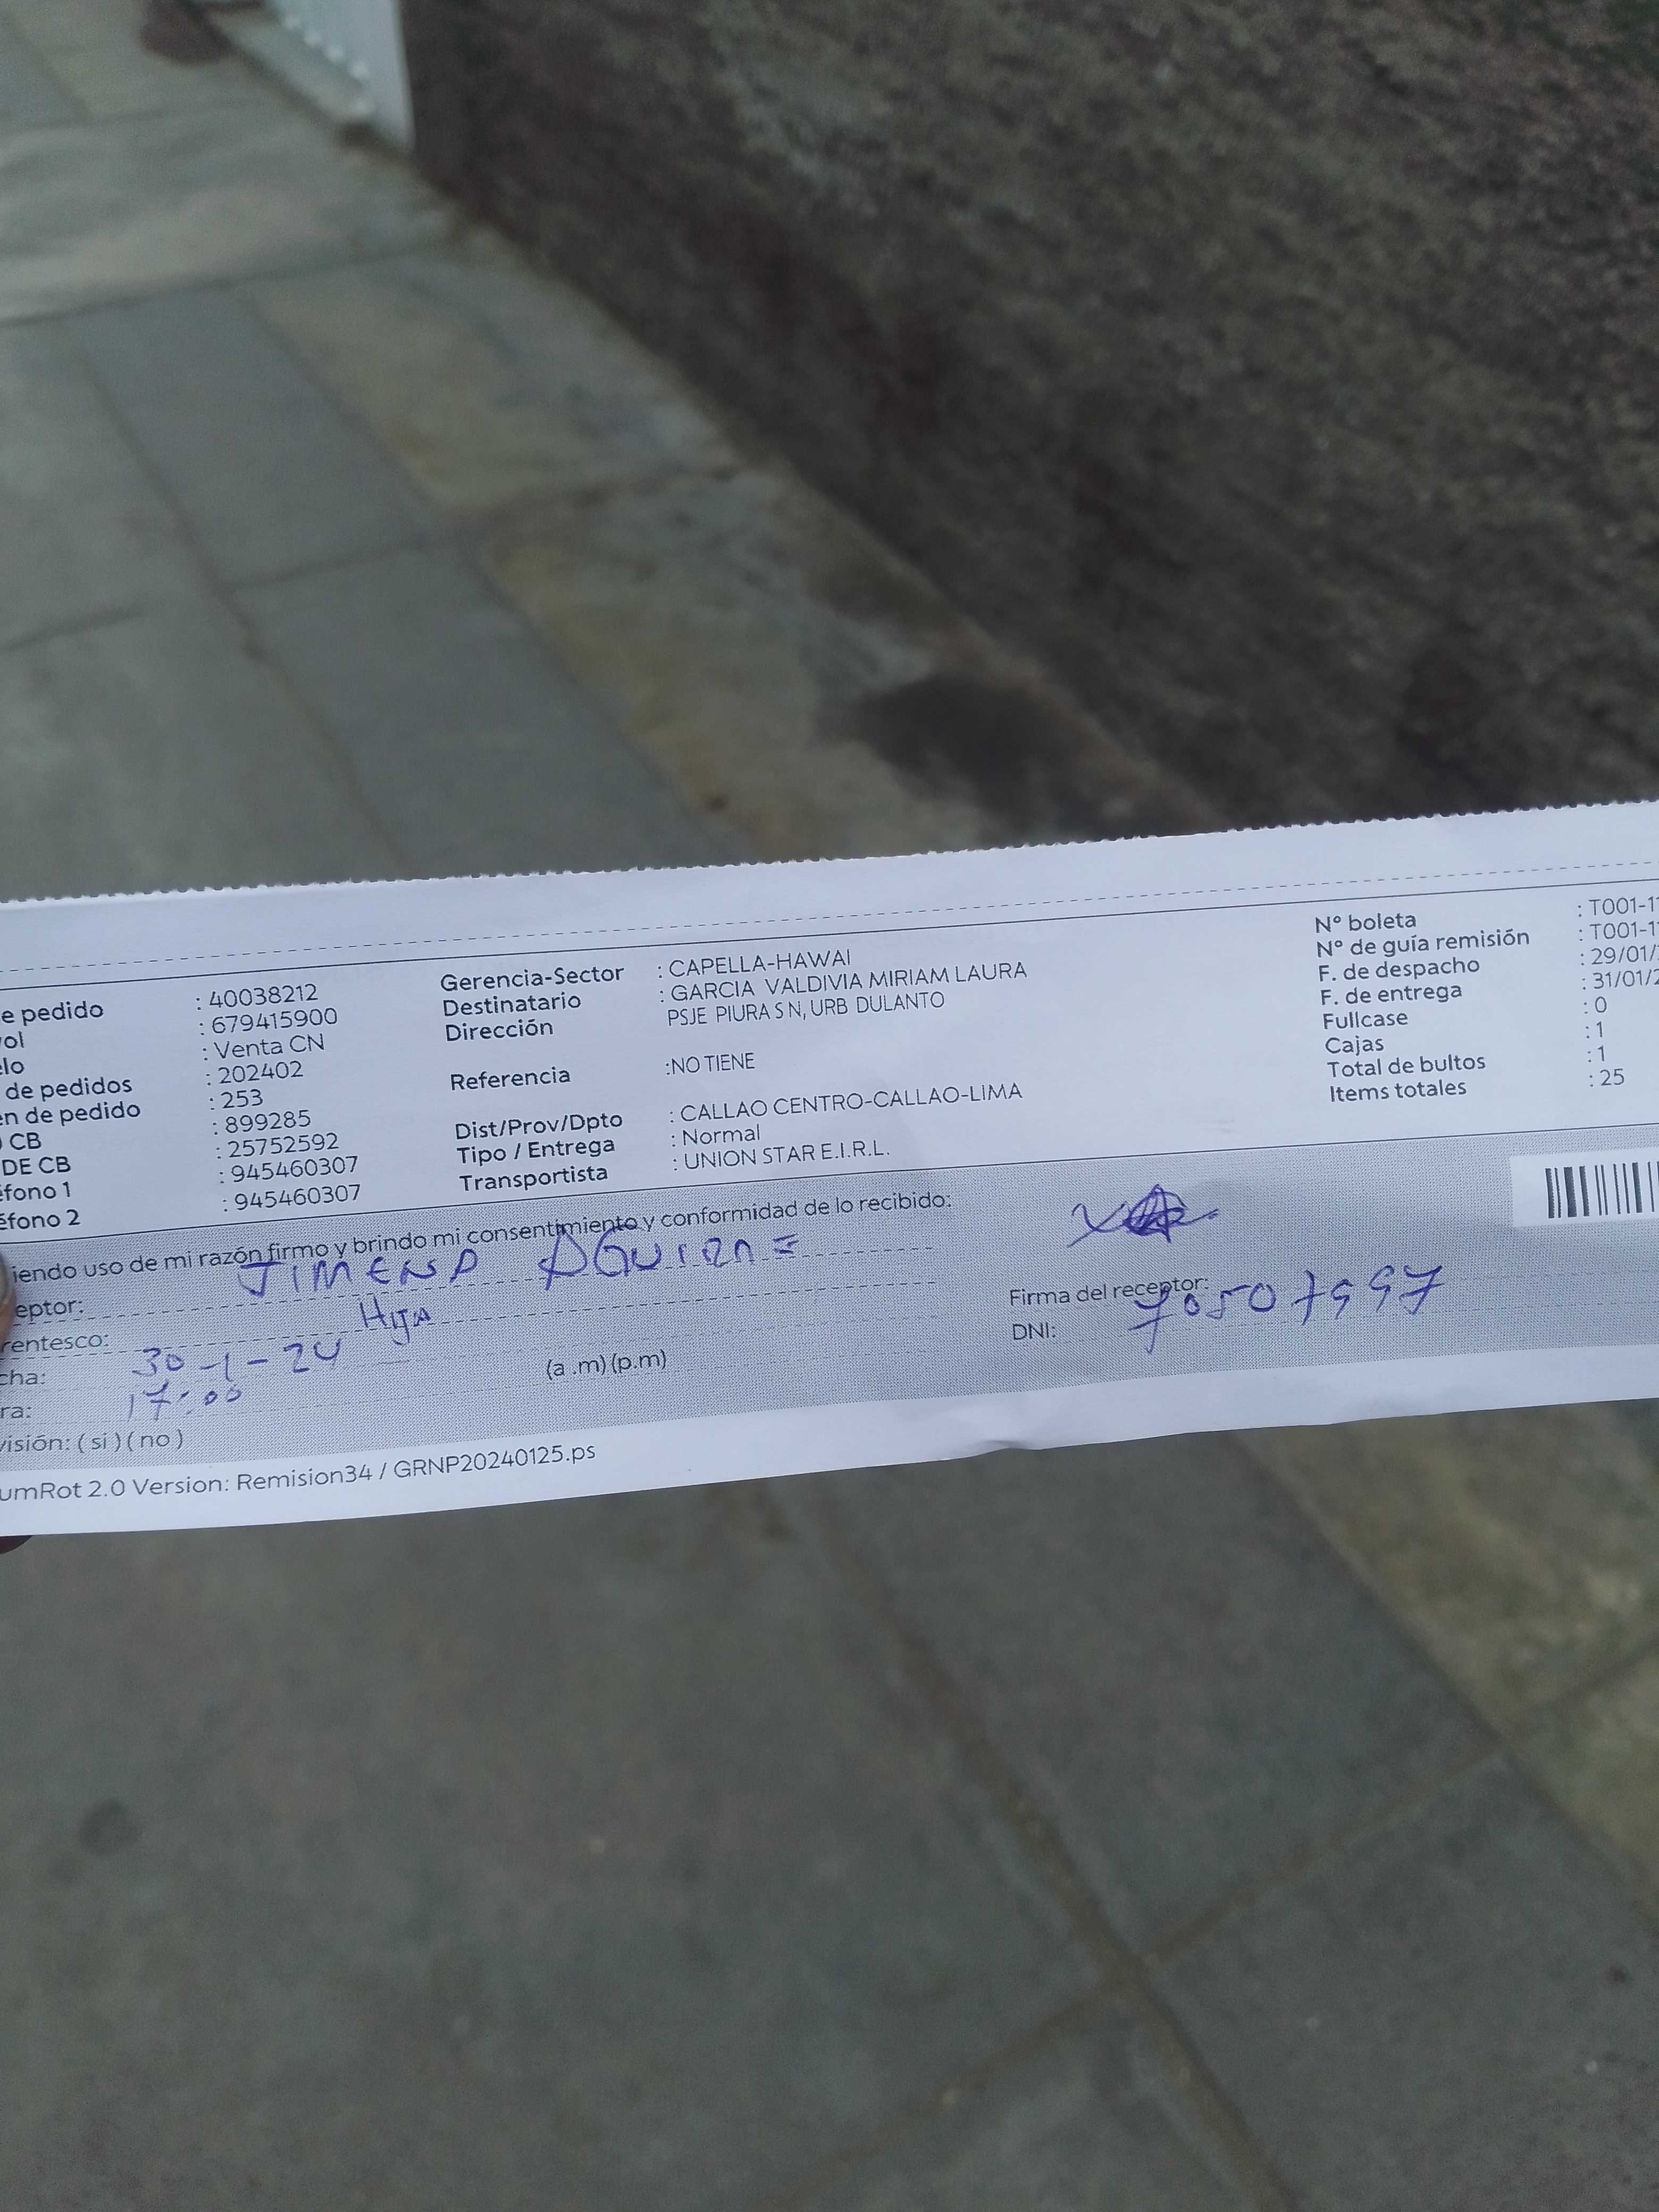 e pedido : 40038212
ol : 679415900
lo : Venta CN
de pedidos : 202402
en de pedido : 253
CB : 899285
DE CB : 25752592
éfono 1 : 945460307
éfono 2 : 945460307
Gerencia-Sector : CAPELLA-HAWAI
Destinatario : GARCIA VALDIVIA MIRIAM LAURA
Dirección PSJE PIURA S N, URB DULANTO
Referencia :NO TIENE
Dist/Prov/Dpto : CALLAO CENTRO-CALLAO-LIMA
Tipo / Entrega : Normal
Transportista : UNION STAR E.I.R.L.
N° boleta : T001-1
N° de guía remisión : T001-1
F. de despacho : 29/01/
F. de entrega : 31/01/2
Fullcase : 0
Cajas : 1
Total de bultos : 1
Items totales : 25
iendo uso de mi razón firmo y brindo mi consentimiento y conformidad de lo recibido:
eptor: JIMENA AGUIRRE
rentesco: HIJA
cha: 30-1-24
ra: 17:00 (a .m) (p.m)
visión: ( si ) ( no )
Firma del receptor:
DNI: 70507997
umRot 2.0 Version: Remision34 / GRNP20240125.ps